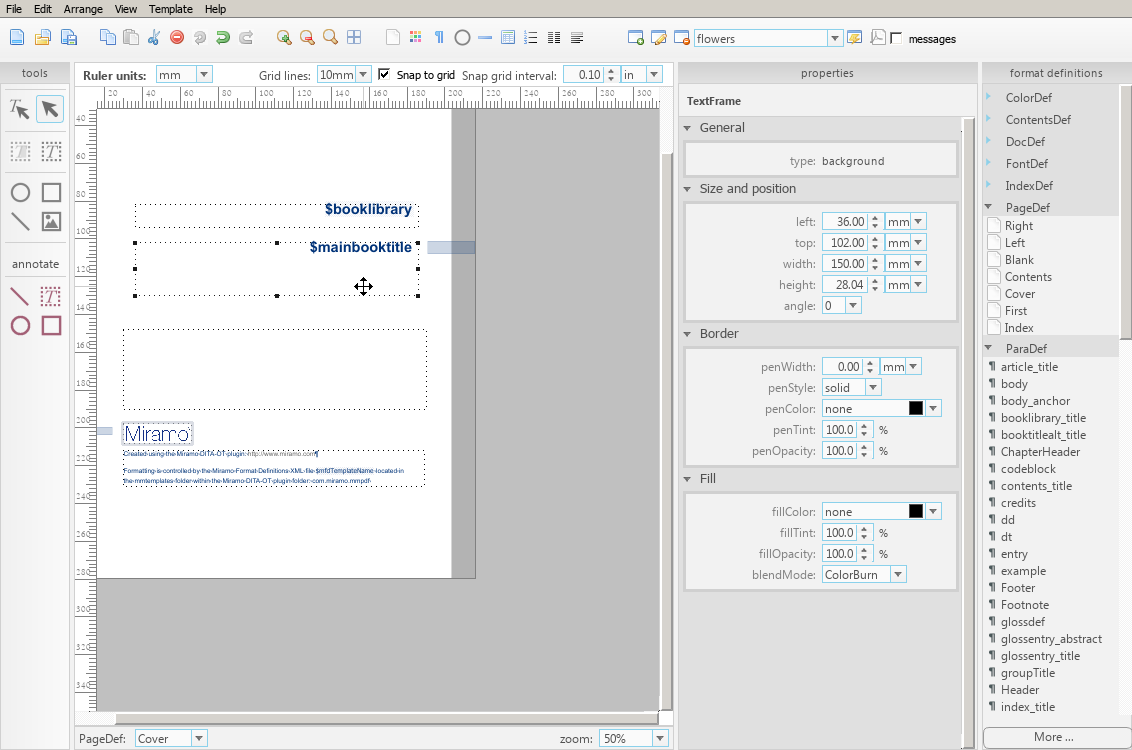 File Edit Arrange View Template Help
flowers messages
tools
Ruler units: mm Grid lines: 10mm Snap to grid Snap grid interval: 0.10 in
properties
format definitions
20 40 60 80 100 120 140 160 180 200 220 240 260 280 300
40
60
80
100
120
140
160
180
200
220
230
240
260
280
300
320
340
annotate
$booklibrary
$mainbooktitle
Miramo
Created using the Miramo DITA-OT plugin: http://www.miramo.com¶
Formatting is controlled by the Miramo Format Definitions XML file $mfdTemplateName located in
the mmtemplates folder within the Miramo DITA-OT plugin folder: com.miramo.mmpdf
PageDef: Cover zoom: 50%
TextFrame
General
type: background
Size and position
left: 36.00 mm
top: 102.00 mm
width: 150.00 mm
height: 28.04 mm
angle: 0
Border
penWidth: 0.00 mm
penStyle: solid
penColor: none
penTint: 100.0 %
penOpacity: 100.0 %
Fill
fillColor: none
fillTint: 100.0 %
fillOpacity: 100.0 %
blendMode: ColorBurn
ColorDef
ContentsDef
DocDef
FontDef
IndexDef
PageDef
Right
Left
Blank
Contents
Cover
First
Index
ParaDef
¶ article_title
¶ body
¶ body_anchor
¶ booklibrary_title
¶ booktitlealt_title
¶ ChapterHeader
¶ codeblock
¶ contents_title
¶ credits
¶ dd
¶ dt
¶ entry
¶ example
¶ Footer
¶ Footnote
¶ glossdef
¶ glossentry_abstract
¶ glossentry_title
¶ groupTitle
¶ Header
¶ index_title
More ...